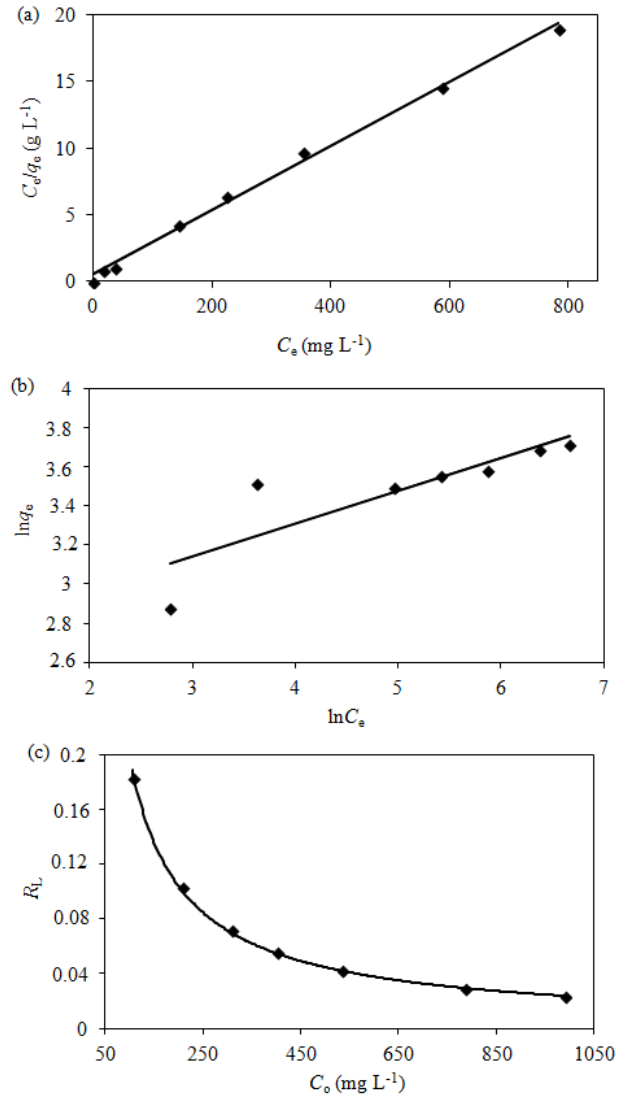 (a)
20
15
10
5
0
Cₑ/qₑ (g L⁻¹)
0 200 400 600 800
Cₑ (mg L⁻¹)
(b)
4
3.8
3.6
3.4
3.2
3
2.8
2.6
lnqₑ
2 3 4 5 6 7
lnCₑ
(c)
0.2
0.16
0.12
0.08
0.04
0
R_L
50 250 450 650 850 1050
Cₒ (mg L⁻¹)